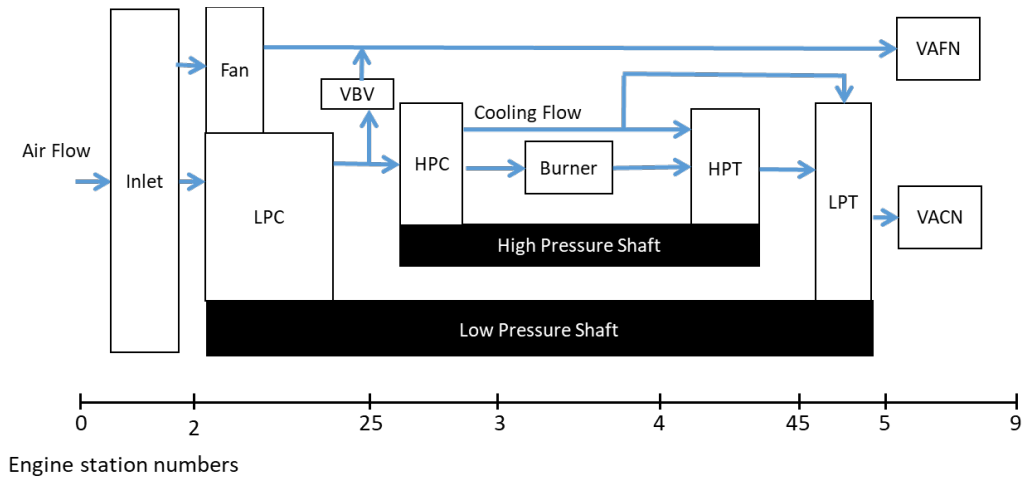 VAFN
Fan
VBV
Cooling Flow
Air Flow
Inlet
HPC
Burner
HPT
LPC
LPT
VACN
High Pressure Shaft
Low Pressure Shaft
0 2 25 3 4 45 5 9
Engine station numbers